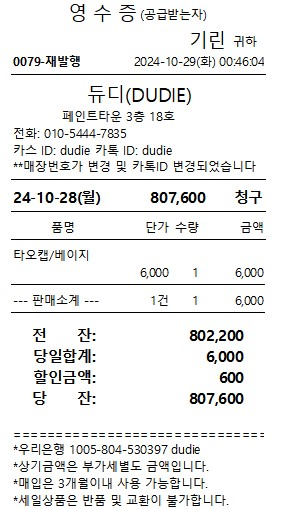 영 수 증 (공급받는자)
기린 귀하
0079-재발행 2024-10-29(화) 00:46:04
듀디(DUDIE)
페인트타운 3층 18호
전화: 010-5444-7835
카스 ID: dudie 카톡 ID: dudie
**매장번호가 변경 및 카톡ID 변경되었습니다
24-10-28(월) 807,600 청구
품명 단가 수량 금액
타오캡/베이지
6,000 1 6,000
--- 판매소계 --- 1건 1 6,000
전 잔: 802,200
당일합계: 6,000
할인금액: 600
당 잔: 807,600
==============================
*우리은행 1005-804-530397 dudie
*상기금액은 부가세별도 금액입니다.
*매입은 3개월이내 사용 가능합니다.
*세일상품은 반품 및 교환이 불가합니다.